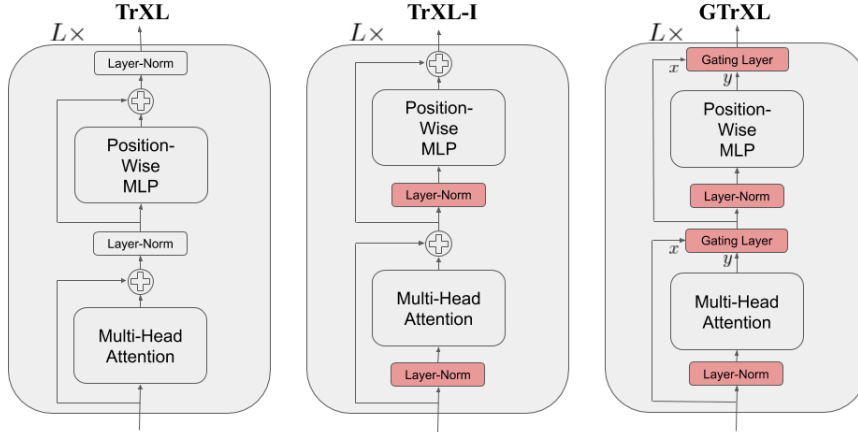 TrXL
L×
Layer-Norm
Position-
Wise
MLP
Layer-Norm
Multi-Head
Attention
TrXL-I
L×
Position-
Wise
MLP
Layer-Norm
Multi-Head
Attention
Layer-Norm
GTrXL
L×
Gating Layer
x
y
Position-
Wise
MLP
Layer-Norm
Gating Layer
x
y
Multi-Head
Attention
Layer-Norm